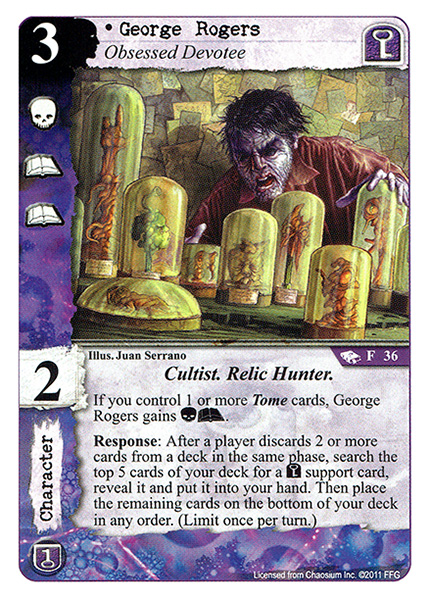 3
• George Rogers
Obsessed Devotee
Illus. Juan Serrano
F 36
2
Cultist. Relic Hunter.
If you control 1 or more Tome cards, George
Rogers gains .
Response: After a player discards 2 or more
cards from a deck in the same phase, search the
top 5 cards of your deck for a support card,
reveal it and put it into your hand. Then place
the remaining cards on the bottom of your deck
in any order. (Limit once per turn.)
Character
1
Licensed from Chaosium Inc. ©2011 FFG